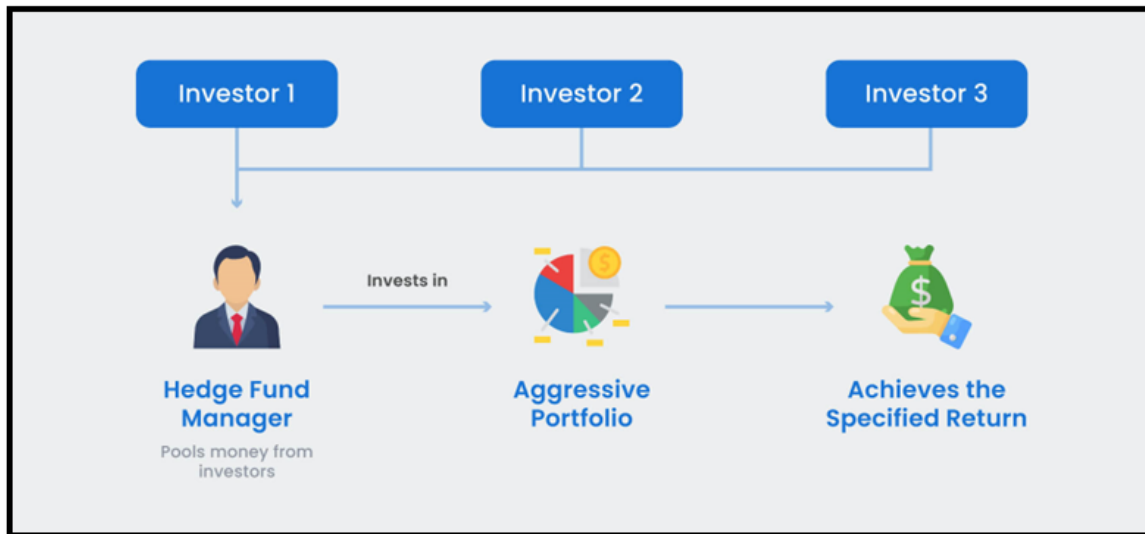 Investor 1
Investor 2
Investor 3
Invests in
$
$
Hedge Fund
Manager
Pools money from
investors
Aggressive
Portfolio
Achieves the
Specified Return